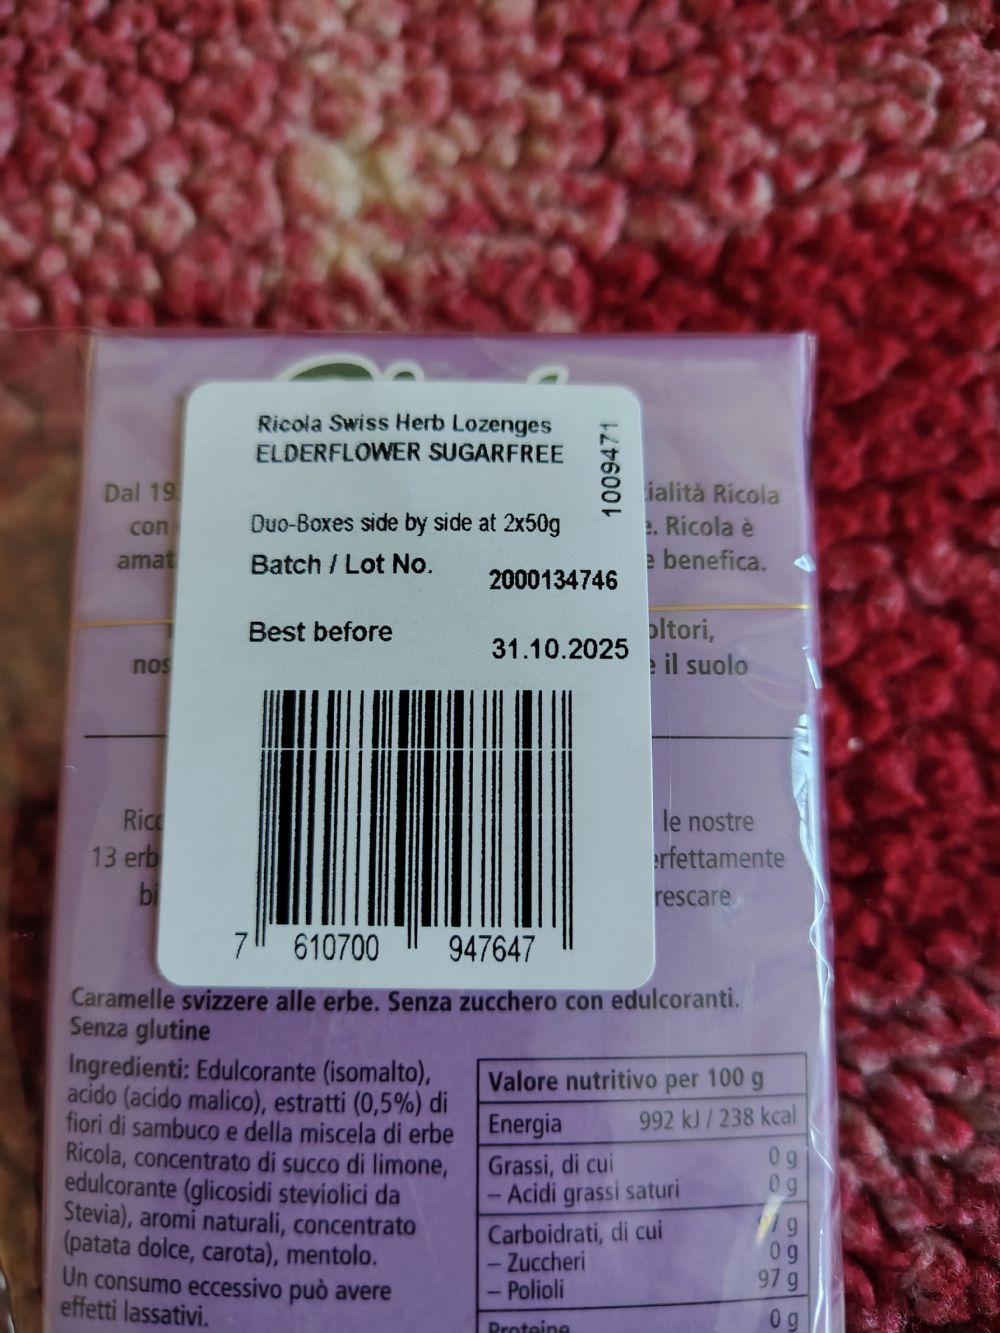 Ricola Swiss Herb Lozenges
ELDERFLOWER SUGARFREE
1009471
Duo-Boxes side by side at 2x50g
Batch / Lot No.
2000134746
Best before
31.10.2025
7 610700 947647
Dal 19
ialità Ricola
con
e. Ricola è
amat
e benefica.
oltori,
nos
e il suolo
Rico
le nostre
13 erb
erfettamente
bi
rescare.
Caramelle svizzere alle erbe. Senza zucchero con edulcoranti.
Senza glutine
Ingredienti: Edulcorante (isomalto),
acido (acido malico), estratti (0,5%) di
fiori di sambuco e della miscela di erbe
Ricola, concentrato di succo di limone,
edulcorante (glicosidi steviolici da
Stevia), aromi naturali, concentrato
(patata dolce, carota), mentolo.
Un consumo eccessivo può avere
effetti lassativi.
Valore nutritivo per 100 g
Energia 992 kJ / 238 kcal
Grassi, di cui 0 g
– Acidi grassi saturi 0 g
Carboidrati, di cui g
– Zuccheri 0 g
– Polioli 97 g
Proteine 0 g